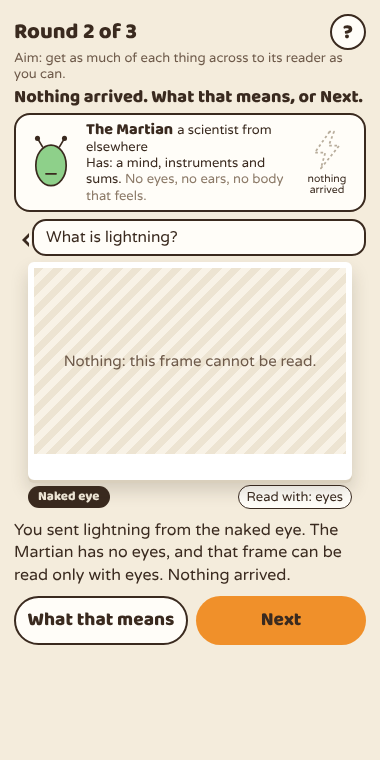 Round 2 of 3
?
Aim: get as much of each thing across to its reader as
you can.
Nothing arrived. What that means, or Next.
The Martian a scientist from
elsewhere
Has: a mind, instruments and
sums. No eyes, no ears, no body
that feels.
nothing
arrived
What is lightning?
Nothing: this frame cannot be read.
Naked eye
Read with: eyes
You sent lightning from the naked eye. The
Martian has no eyes, and that frame can be
read only with eyes. Nothing arrived.
What that means
Next